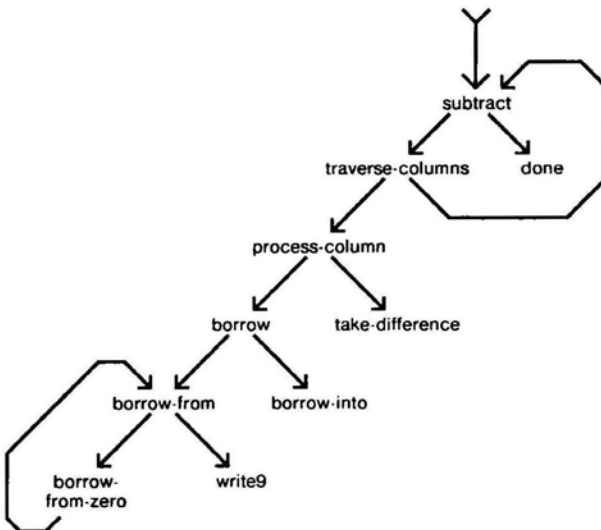 subtract
traverse-columns
done
process-column
borrow
take-difference
borrow-from
borrow-into
borrow-
from-zero
write9